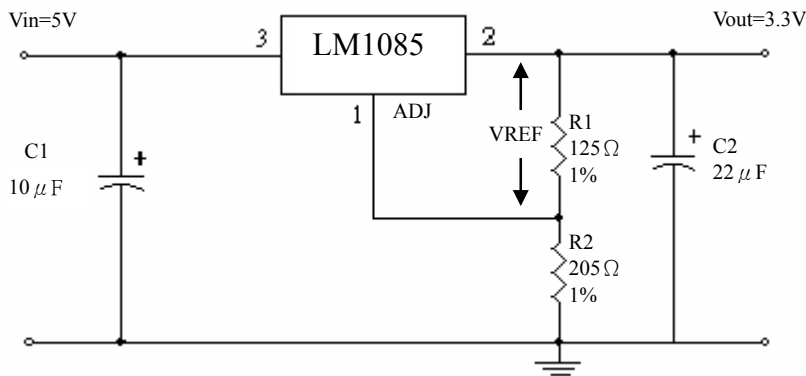 Vin=5V
Vout=3.3V
3
LM1085
2
1
ADJ
VREF
R1
125Ω
1%
C1
+
10μF
+
C2
22μF
R2
205Ω
1%